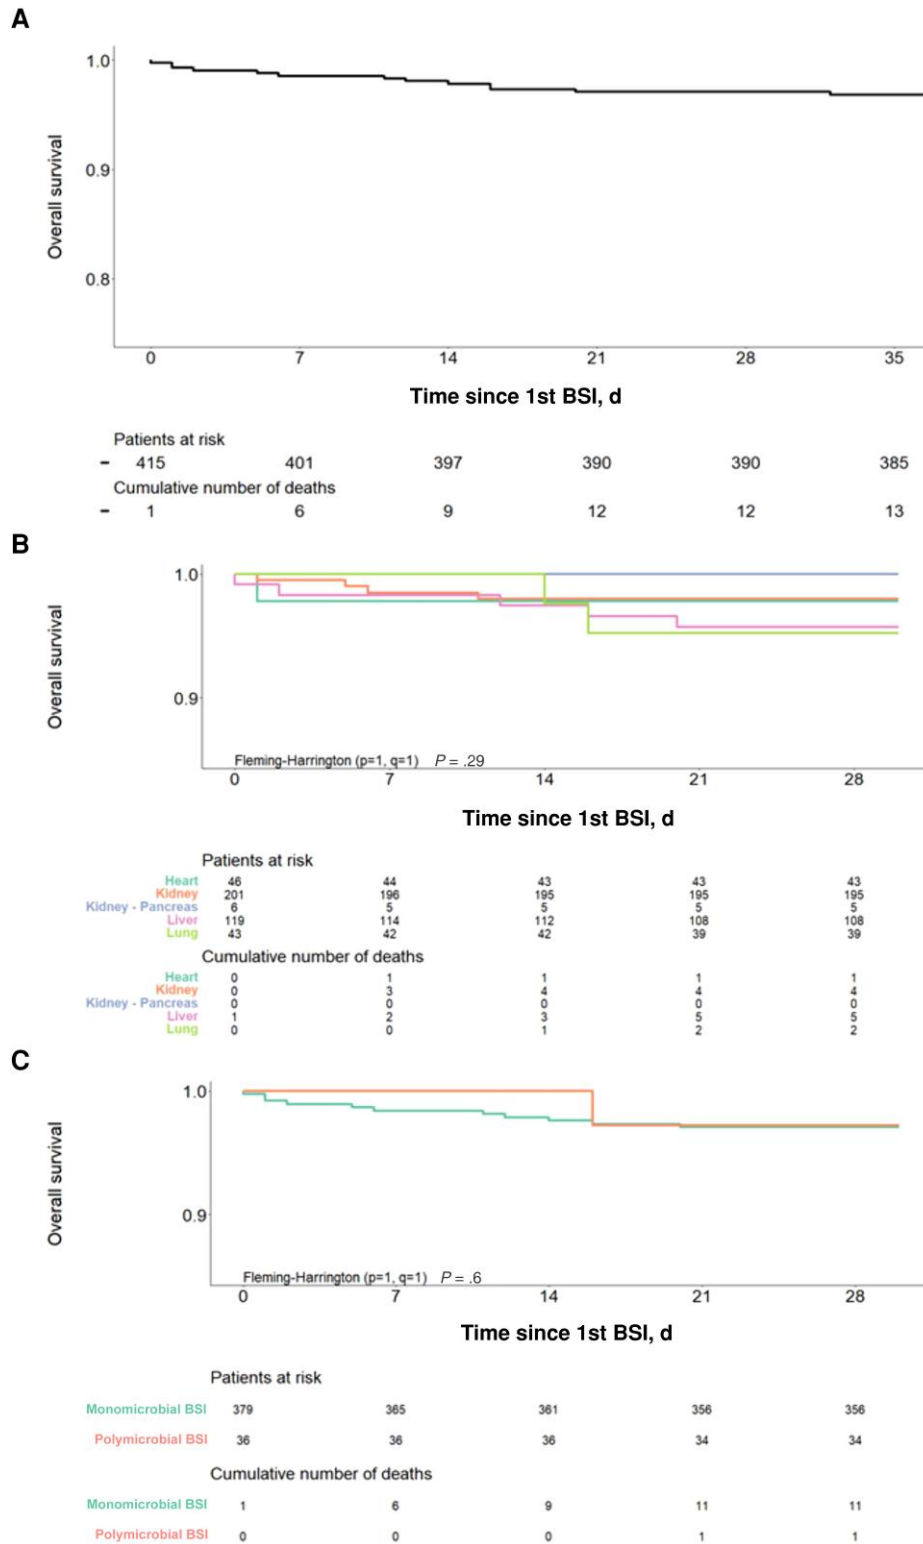 A
1.0
0.9
0.8
Overall survival
0 7 14 21 28 35
Time since 1st BSI, d
Patients at risk
- 415 401 397 390 390 385
Cumulative number of deaths
- 1 6 9 12 12 13
B
1.0
0.9
Overall survival
Fleming-Harrington (p=1, q=1) P = .29
0 7 14 21 28
Time since 1st BSI, d
Patients at risk
Heart 46 44 43 43 43
Kidney 201 196 195 195 195
Kidney - Pancreas 6 5 5 5 5
Liver 119 114 112 108 108
Lung 43 42 42 39 39
Cumulative number of deaths
Heart 0 1 1 1 1
Kidney 0 3 4 4 4
Kidney - Pancreas 0 0 0 0 0
Liver 1 2 3 5 5
Lung 0 0 1 2 2
C
1.0
0.9
Overall survival
Fleming-Harrington (p=1, q=1) P = .6
0 7 14 21 28
Time since 1st BSI, d
Patients at risk
Monomicrobial BSI 379 365 361 356 356
Polymicrobial BSI 36 36 36 34 34
Cumulative number of deaths
Monomicrobial BSI 1 6 9 11 11
Polymicrobial BSI 0 0 0 1 1